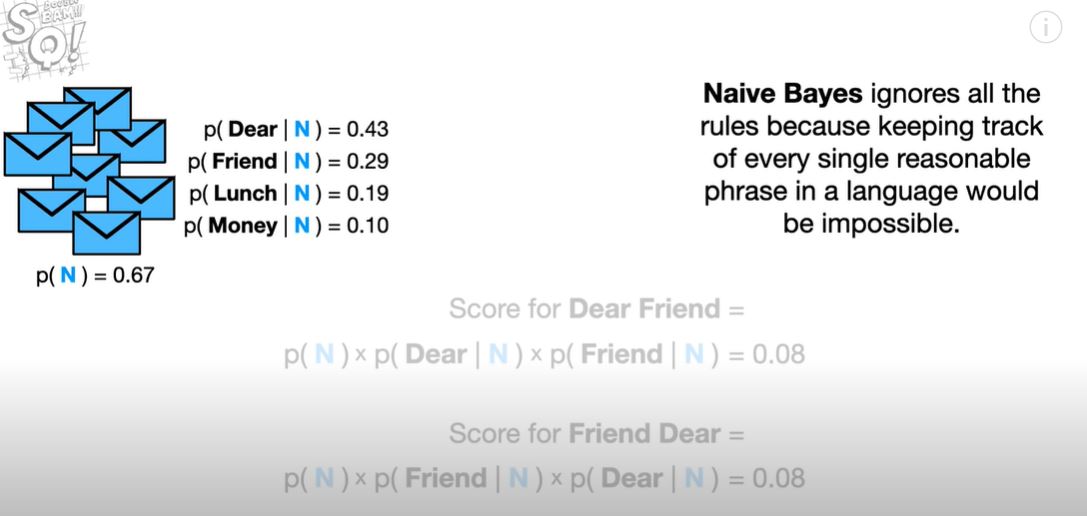 DOUBLE
BAM!!!
SQ!
i
p( Dear | N ) = 0.43
p( Friend | N ) = 0.29
p( Lunch | N ) = 0.19
p( Money | N ) = 0.10
p( N ) = 0.67
Naive Bayes ignores all the
rules because keeping track
of every single reasonable
phrase in a language would
be impossible.
Score for Dear Friend =
p( N ) × p( Dear | N ) × p( Friend | N ) = 0.08
Score for Friend Dear =
p( N ) × p( Friend | N ) × p( Dear | N ) = 0.08